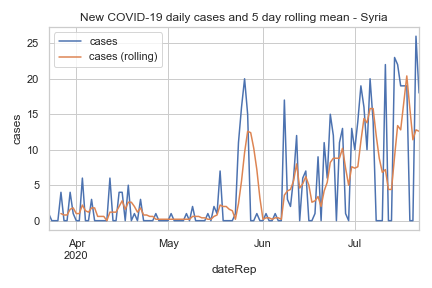 New COVID-19 daily cases and 5 day rolling mean - Syria
cases
cases (rolling)
25
20
15
10
5
0
cases
Apr
2020
May
Jun
Jul
dateRep